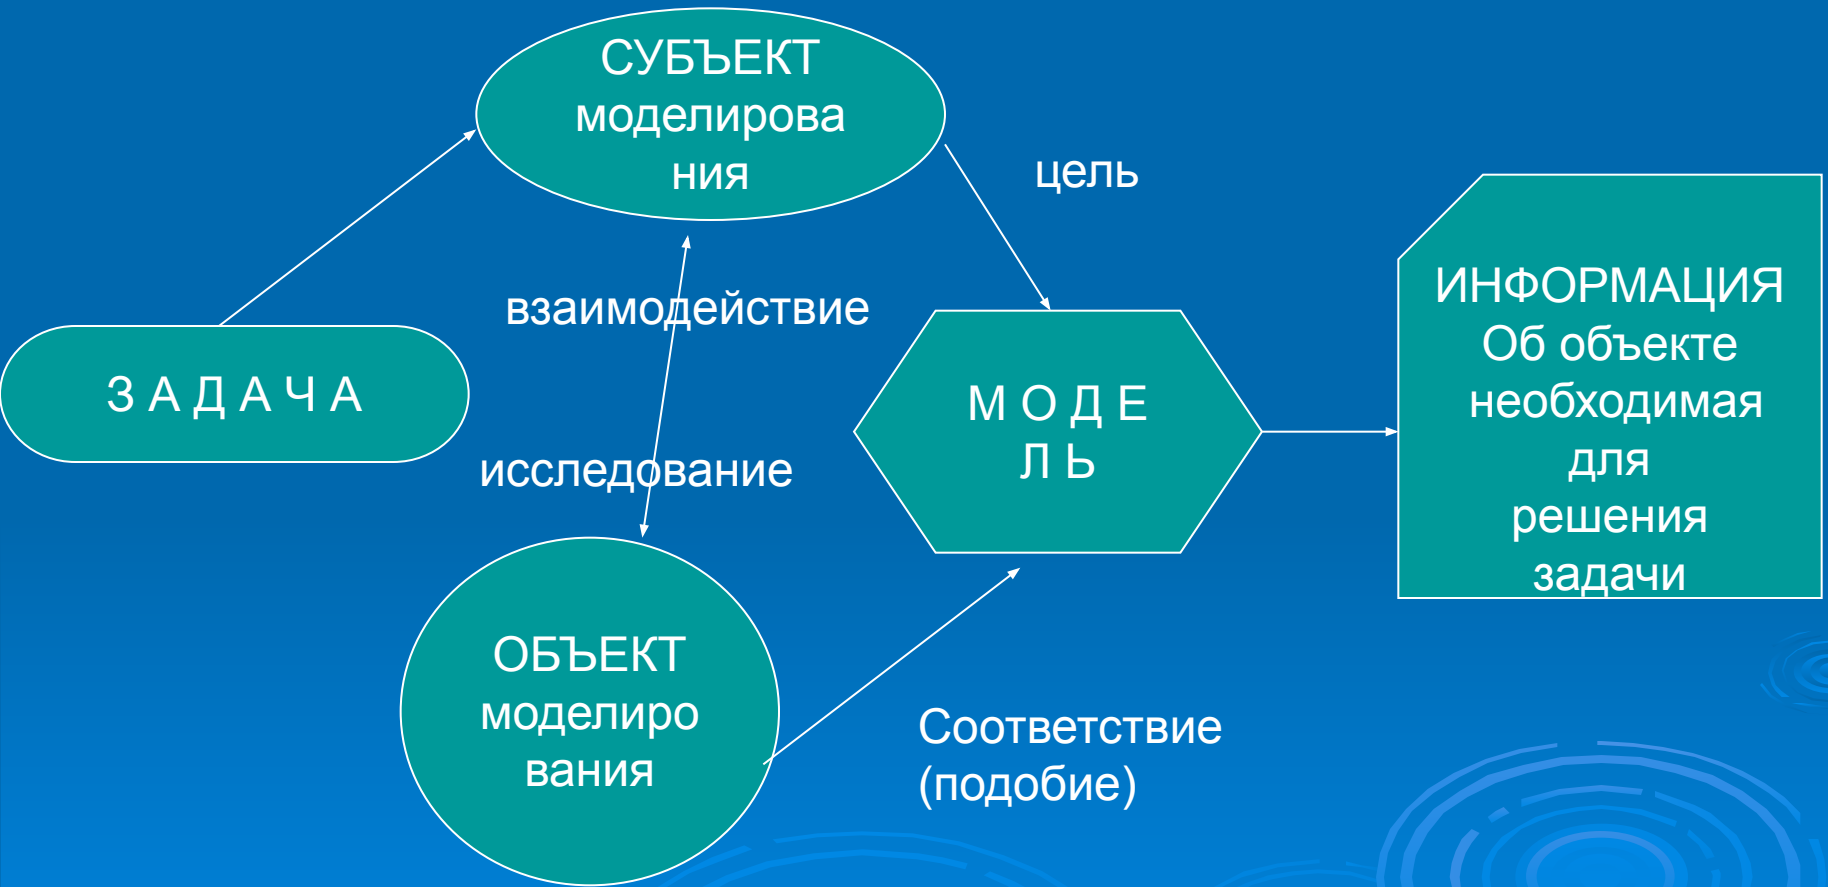 СУБЪЕКТ
моделирова
ния
цель
взаимодействие
З А Д А Ч А
исследование
М О Д Е
Л Ь
ИНФОРМАЦИЯ
Об объекте
необходимая
для
решения
задачи
ОБЪЕКТ
моделиро
вания
Соответствие
(подобие)